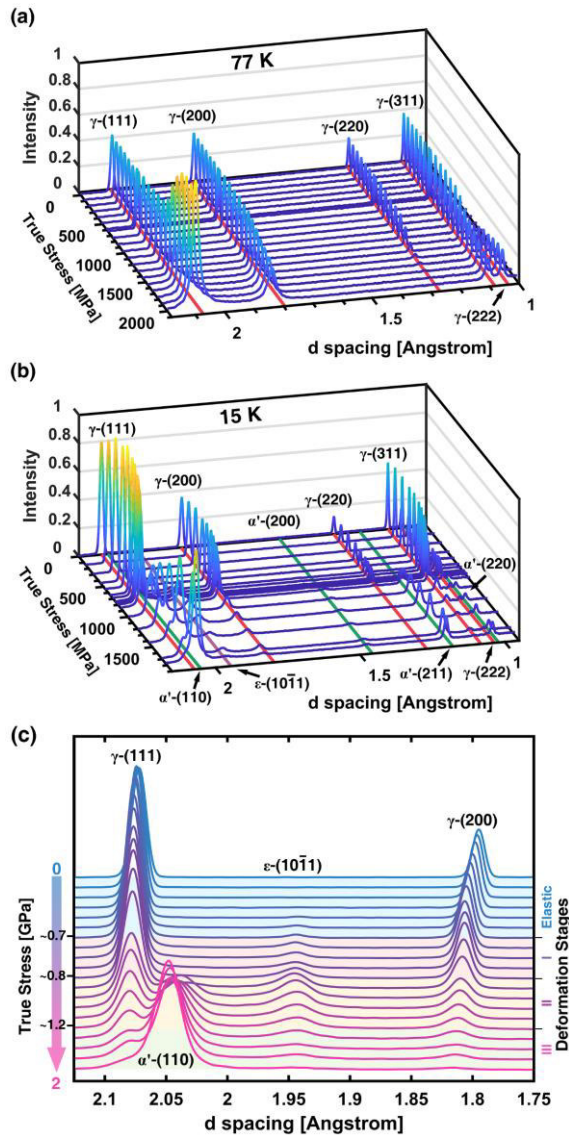 (a)
77 K
1
0.8
0.6
0.4
0.2
0
Intensity
γ-(111)
γ-(200)
γ-(220)
γ-(311)
0
500
1000
1500
2000
True Stress [MPa]
2
1.5
1
γ-(222)
d spacing [Angstrom]
(b)
15 K
1
0.8
0.6
0.4
0.2
0
Intensity
γ-(111)
γ-(200)
α'-(200)
γ-(220)
γ-(311)
α'-(220)
0
500
1000
1500
True Stress [MPa]
2
1.5
1
α'-(110)
ε-(101̄1)
α'-(211)
γ-(222)
d spacing [Angstrom]
(c)
γ-(111)
γ-(200)
ε-(101̄1)
α'-(110)
0
~0.7
~0.8
~1.2
2
True Stress [GPa]
Elastic
I
II
III
Deformation Stages
2.1 2.05 2 1.95 1.9 1.85 1.8 1.75
d spacing [Angstrom]